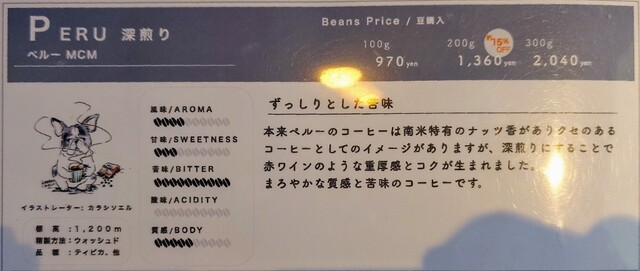 PERU 深煎り
ペルー MCM
Beans Price / 豆購入
100g 200g 300g
15% OFF
970yen 1,360yen 2,040yen
風味/AROMA
甘味/SWEETNESS
苦味/BITTER
酸味/ACIDITY
質感/BODY
イラストレーター: カラシソエル
標高:1,200m
精製方法:ウォッシュド
品種:ティピカ、他
ずっしりとした苦味
本来ペルーのコーヒーは南米特有のナッツ香がありクセのある
コーヒーとしてのイメージがありますが、深煎りにすることで
赤ワインのような重厚感とコクが生まれました。
まろやかな質感と苦味のコーヒーです。